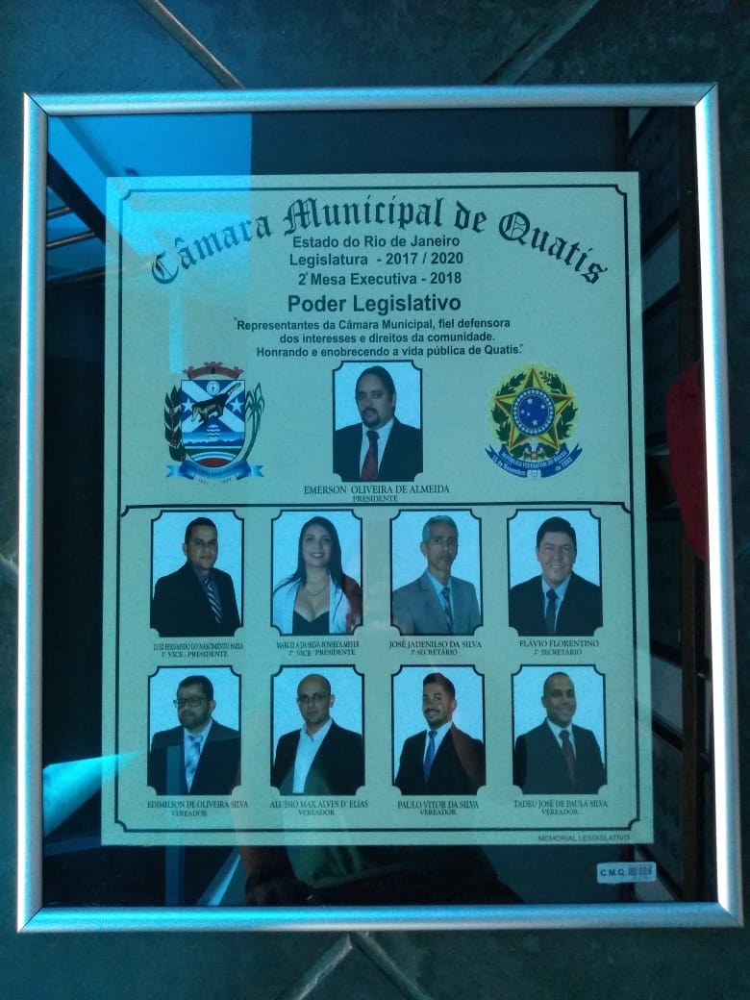 Câmara Municipal de Quatis
Estado do Rio de Janeiro
Legislatura - 2017 / 2020
2ª Mesa Executiva - 2018
Poder Legislativo
"Representantes da Câmara Municipal, fiel defensora
dos interesses e direitos da comunidade.
Honrando e enobrecendo a vida pública de Quatis."
REPÚBLICA FEDERATIVA DO BRASIL
15 de Novembro de 1889
EMERSON OLIVEIRA DE ALMEIDA
PRESIDENTE
LUIZ FERNANDO DO NASCIMENTO FARIA
1º VICE - PRESIDENTE
MARCELA DA SILVA FONSECA MEYER
2º VICE - PRESIDENTE
JOSÉ JADENILSO DA SILVA
1º SECRETÁRIO
FLÁVIO FLORENTINO
2º SECRETÁRIO
EDIMILSON DE OLIVEIRA SILVA
VEREADOR
ALUISIO MAX ALVES D' ELIAS
VEREADOR
PAULO VITOR DA SILVA
VEREADOR
TADEU JOSÉ DE PAULA SILVA
VEREADOR
MEMORIAL LESGISLATIVO
C.M.Q.